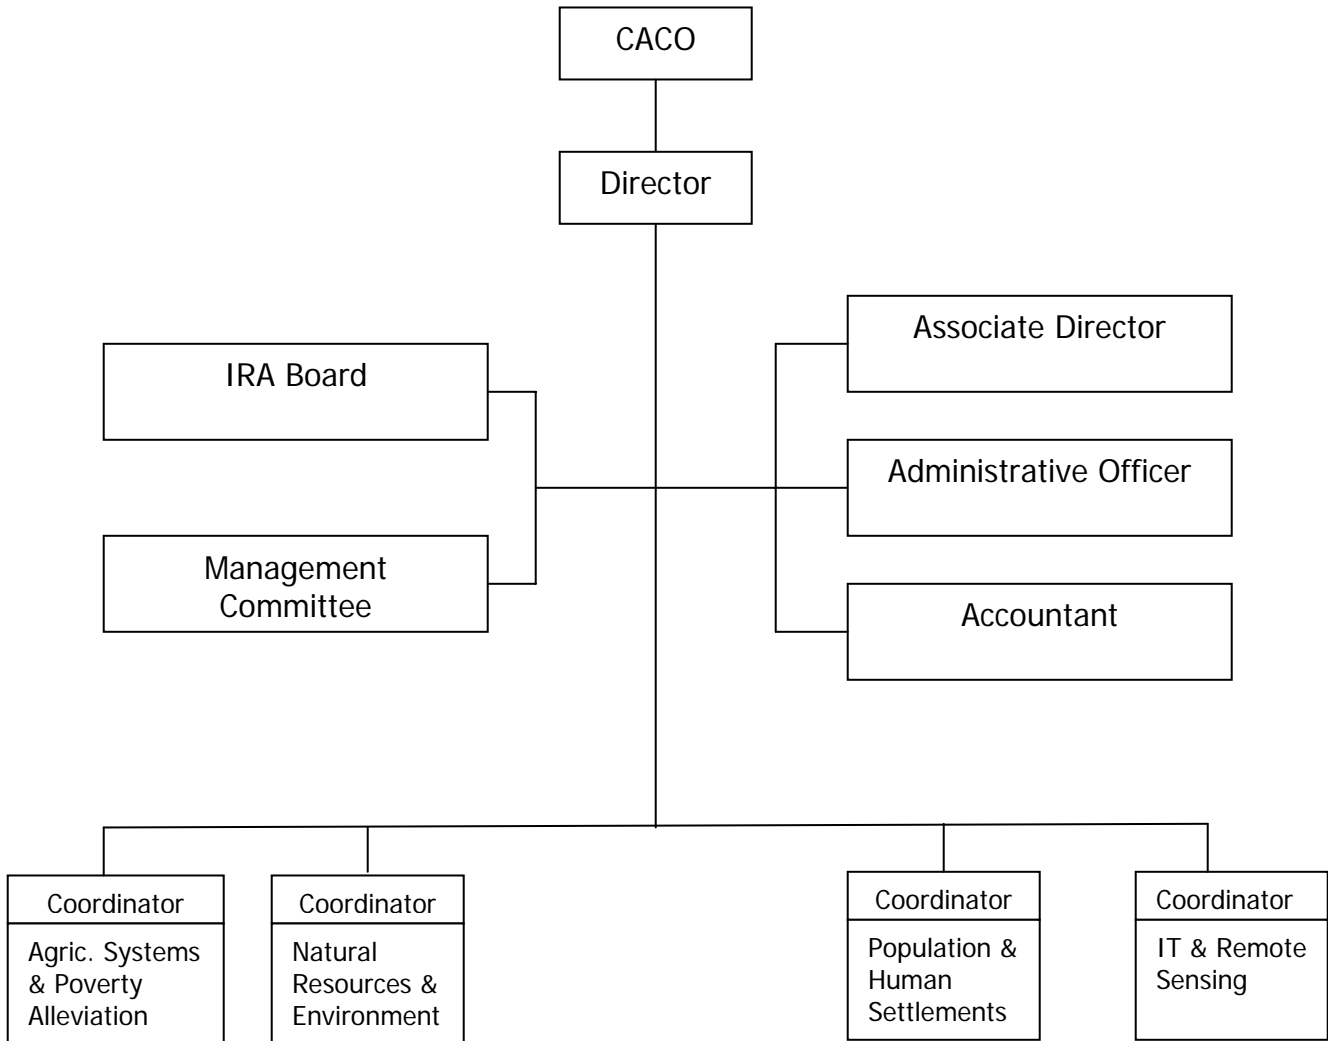 CACO
Director
IRA Board
Management
Committee
Associate Director
Administrative Officer
Accountant
Coordinator
Agric. Systems
& Poverty
Alleviation
Coordinator
Natural
Resources &
Environment
Coordinator
Population &
Human
Settlements
Coordinator
IT & Remote
Sensing